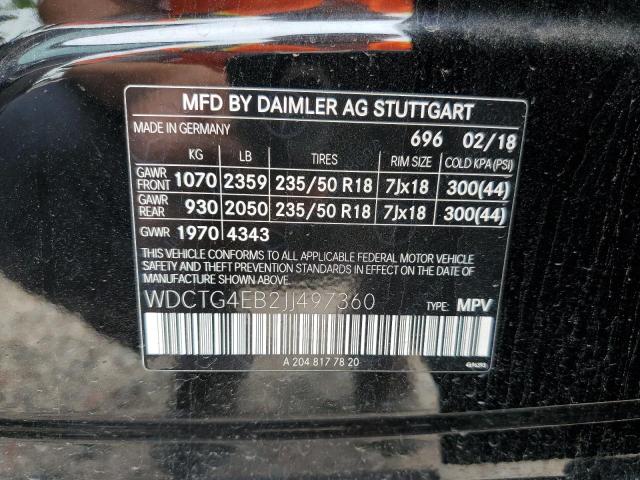 MFD BY DAIMLER AG STUTTGART
MADE IN GERMANY 696 02/18
KG LB TIRES RIM SIZE COLD KPA(PSI)
GAWR FRONT 1070 2359 235/50 R18 7Jx18 300(44)
GAWR REAR 930 2050 235/50 R18 7Jx18 300(44)
GVWR 1970 4343
THIS VEHICLE CONFORMS TO ALL APPLICABLE FEDERAL MOTOR VEHICLE
SAFETY AND THEFT PREVENTION STANDARDS IN EFFECT ON THE DATE OF
MANUFACTURE SHOWN ABOVE.
WDCTG4EB2JJ497360 TYPE: MPV
A 204 817 78 20